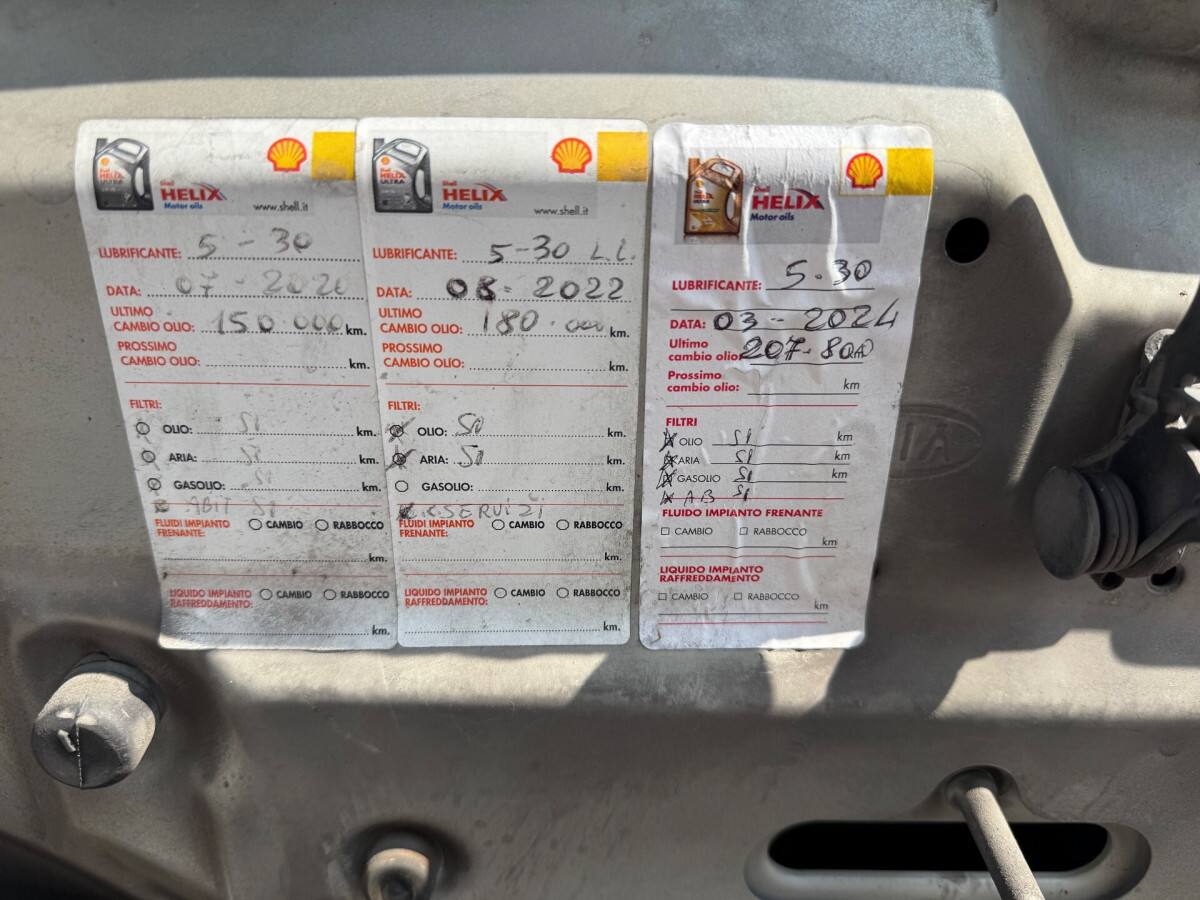 Shell
HELIX
ULTRA
Shell
HELIX
Motor oils
www.shell.it
LUBRIFICANTE: 5-30
DATA: 07-2020
ULTIMO
CAMBIO OLIO: 150.000 km.
PROSSIMO
CAMBIO OLIO: km.
FILTRI:
OLIO: SI km.
ARIA: SI km.
GASOLIO: SI km.
ABIT SI
FLUIDI IMPIANTO
FRENANTE: CAMBIO RABBOCCO
km.
LIQUIDO IMPIANTO
RAFFREDDAMENTO: CAMBIO RABBOCCO
km.
Shell
HELIX
ULTRA
Shell
HELIX
Motor oils
www.shell.it
LUBRIFICANTE: 5-30 L.L.
DATA: 08-2022
ULTIMO
CAMBIO OLIO: 180.000 km.
PROSSIMO
CAMBIO OLIO: km.
FILTRI:
OLIO: SI km.
ARIA: SI km.
GASOLIO: km.
SERVIZI
FLUIDI IMPIANTO
FRENANTE: CAMBIO RABBOCCO
km.
LIQUIDO IMPIANTO
RAFFREDDAMENTO: CAMBIO RABBOCCO
km.
Shell
HELIX
Motor oils
LUBRIFICANTE: 5.30
DATA: 03-2024
Ultimo
cambio olio: 207.800
Prossimo
cambio olio: km
FILTRI
OLIO SI km
ARIA SI km
GASOLIO SI km
AB SI
FLUIDO IMPIANTO FRENANTE
CAMBIO RABBOCCO
km
LIQUIDO IMPIANTO
RAFFREDDAMENTO
CAMBIO RABBOCCO
km
KIA